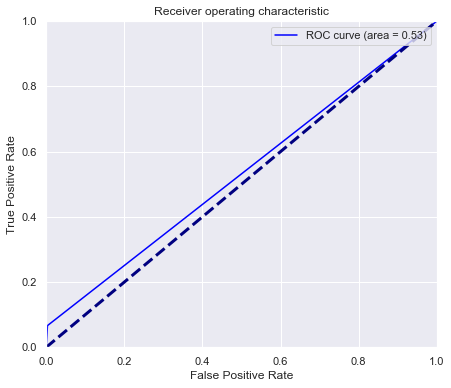 Receiver operating characteristic
1.0
ROC curve (area = 0.53)
0.8
0.6
True Positive Rate
0.4
0.2
0.0
0.0 0.2 0.4 0.6 0.8 1.0
False Positive Rate